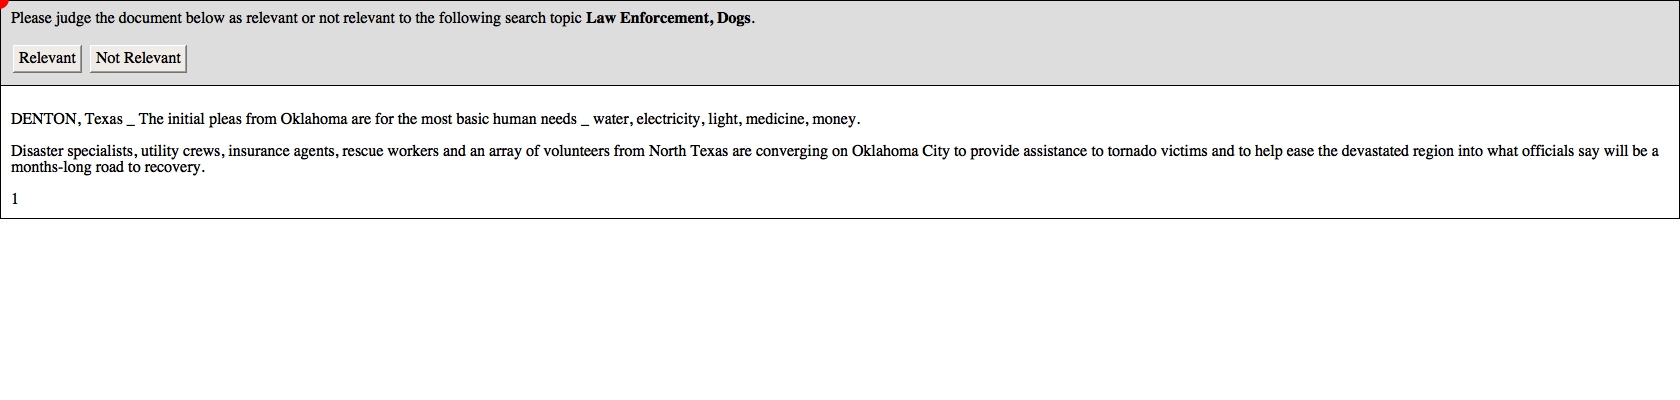 Please judge the document below as relevant or not relevant to the following search topic Law Enforcement, Dogs.
Relevant Not Relevant
DENTON, Texas _ The initial pleas from Oklahoma are for the most basic human needs _ water, electricity, light, medicine, money.
Disaster specialists, utility crews, insurance agents, rescue workers and an array of volunteers from North Texas are converging on Oklahoma City to provide assistance to tornado victims and to help ease the devastated region into what officials say will be a
months-long road to recovery.
1